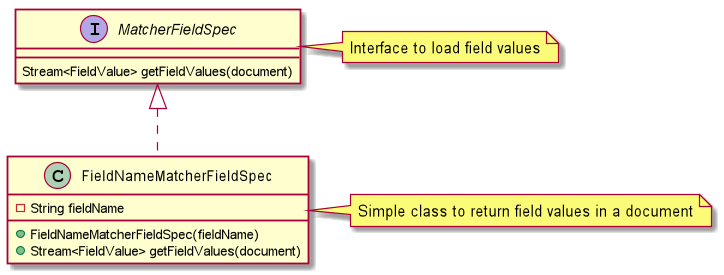 I
MatcherFieldSpec
Stream<FieldValue> getFieldValues(document)
Interface to load field values
C
FieldNameMatcherFieldSpec
String fieldName
FieldNameMatcherFieldSpec(fieldName)
Stream<FieldValue> getFieldValues(document)
Simple class to return field values in a document